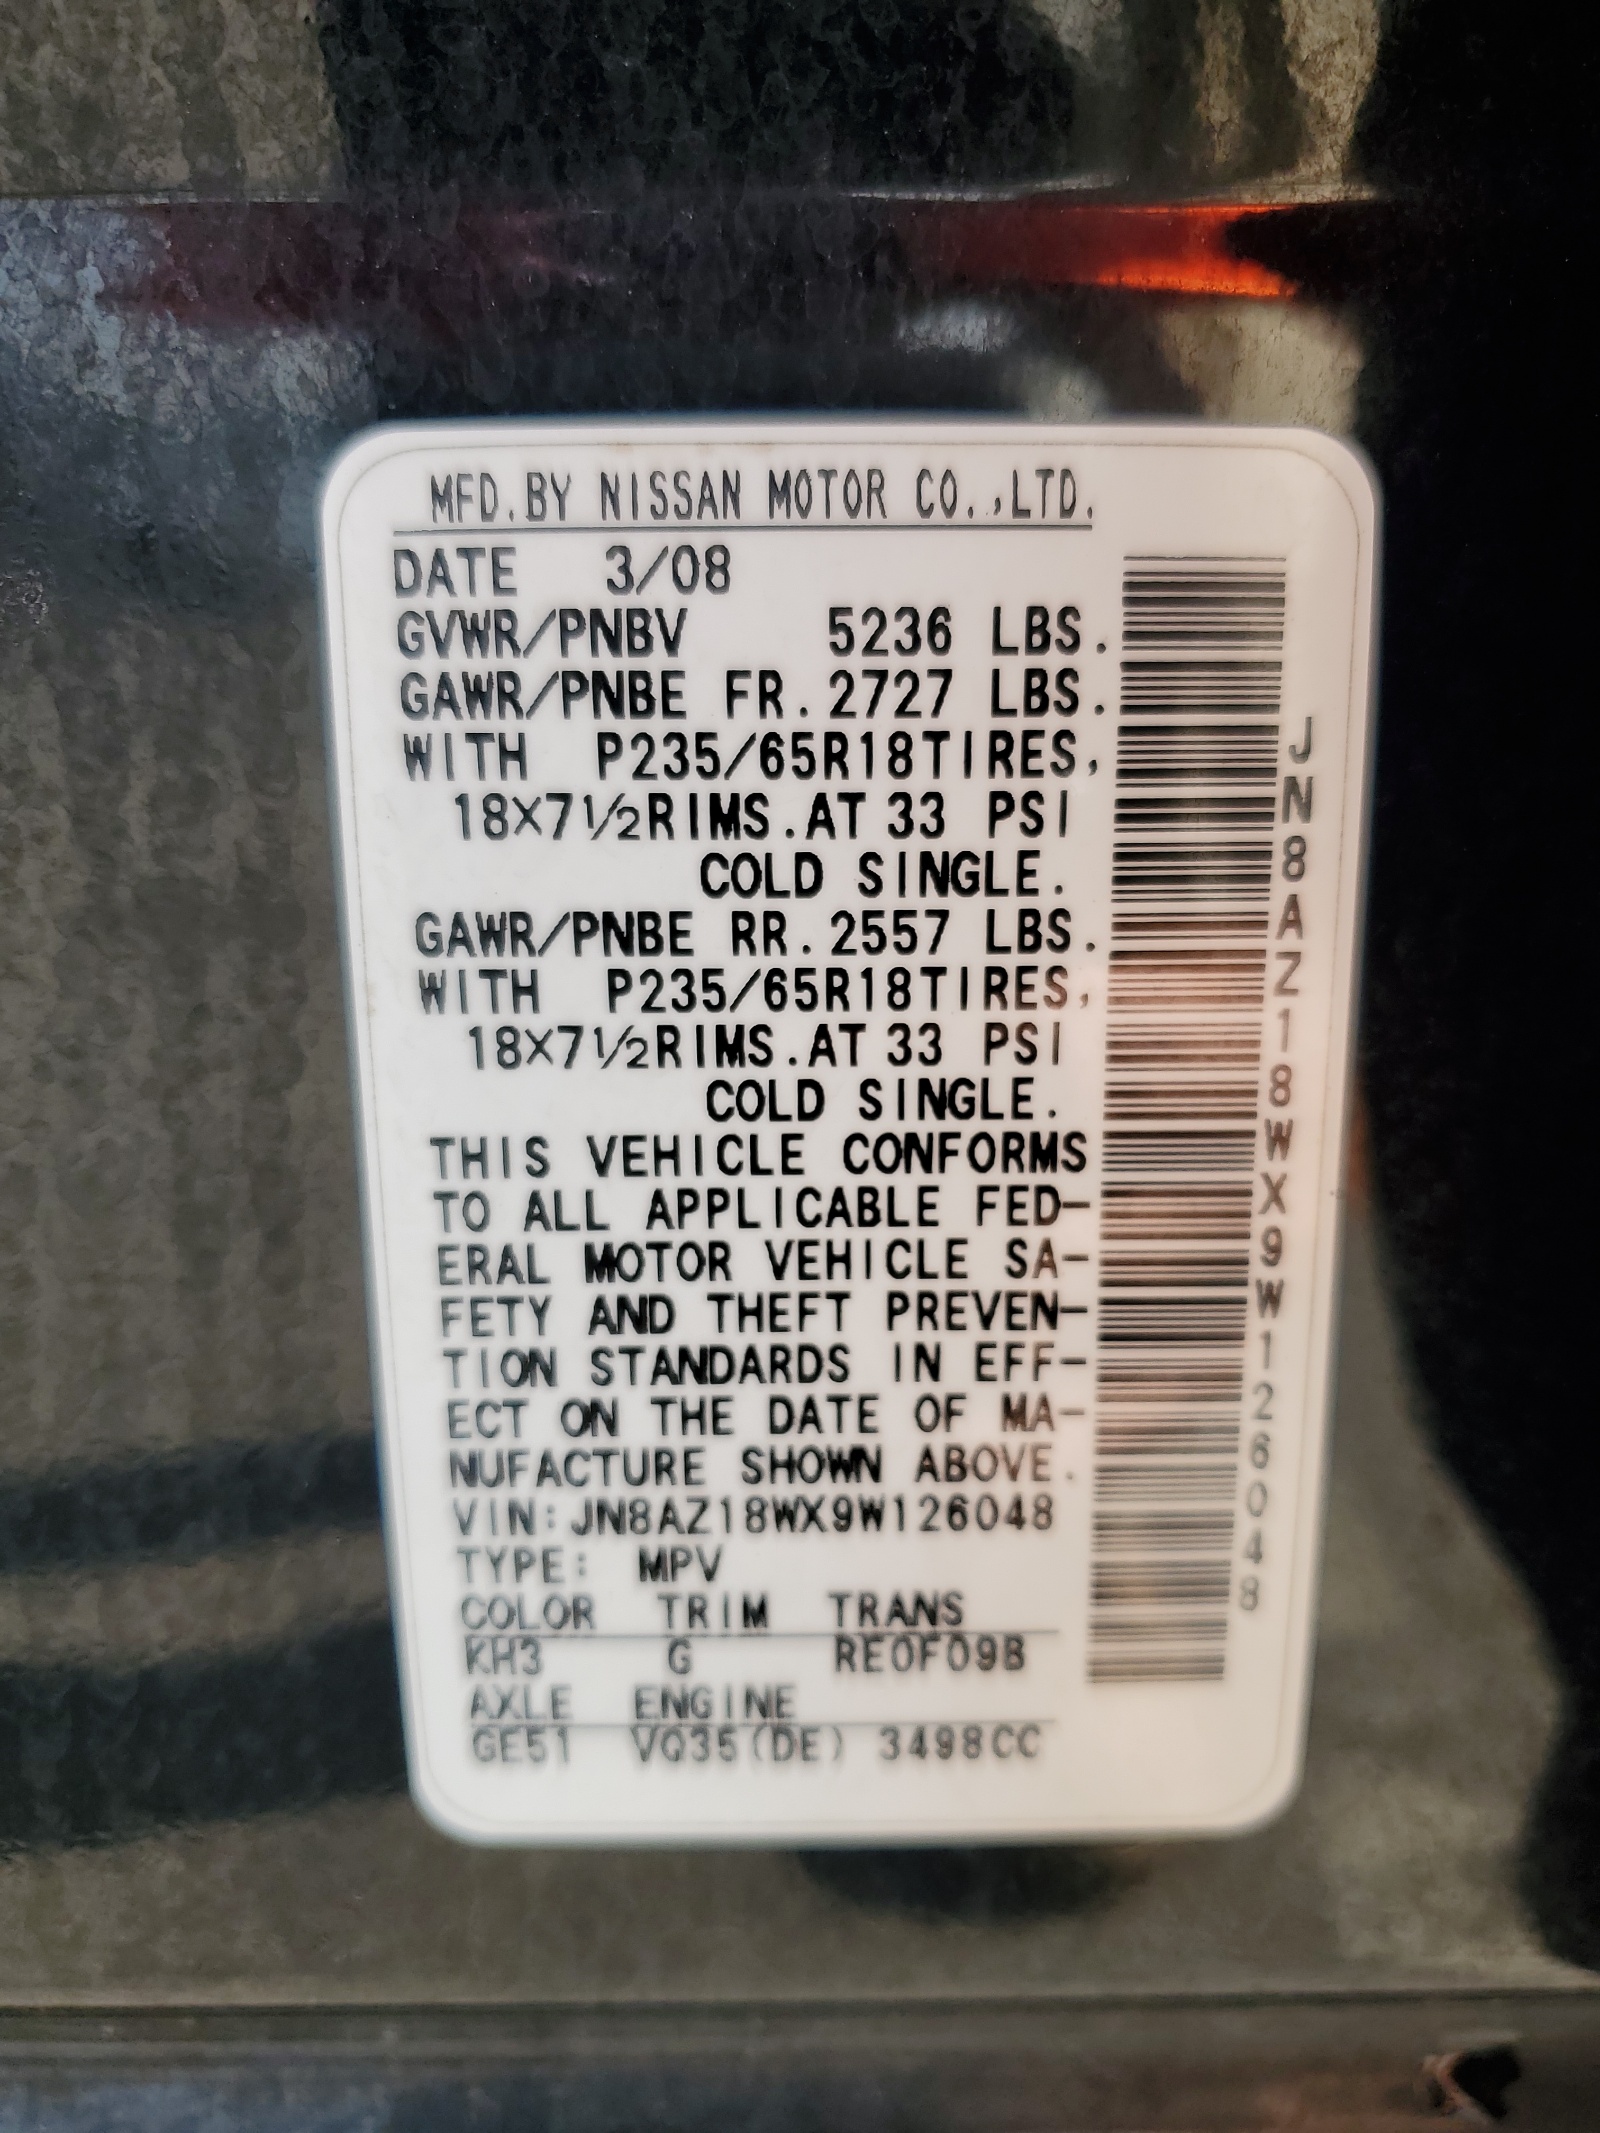 MFD.BY NISSAN MOTOR CO.,LTD.
DATE 3/08
GVWR/PNBV 5236 LBS.
GAWR/PNBE FR.2727 LBS.
WITH P235/65R18TIRES,
18X7½RIMS.AT 33 PSI
COLD SINGLE.
GAWR/PNBE RR.2557 LBS.
WITH P235/65R18TIRES,
18X7½RIMS.AT 33 PSI
COLD SINGLE.
THIS VEHICLE CONFORMS
TO ALL APPLICABLE FED-
ERAL MOTOR VEHICLE SA-
FETY AND THEFT PREVEN-
TION STANDARDS IN EFF-
ECT ON THE DATE OF MA-
NUFACTURE SHOWN ABOVE.
VIN:JN8AZ18WX9W126048
TYPE: MPV
COLOR TRIM TRANS
KH3 G RE0F09B
AXLE ENGINE
GE51 VQ35(DE) 3498CC
JN8AZ18WX9W126048